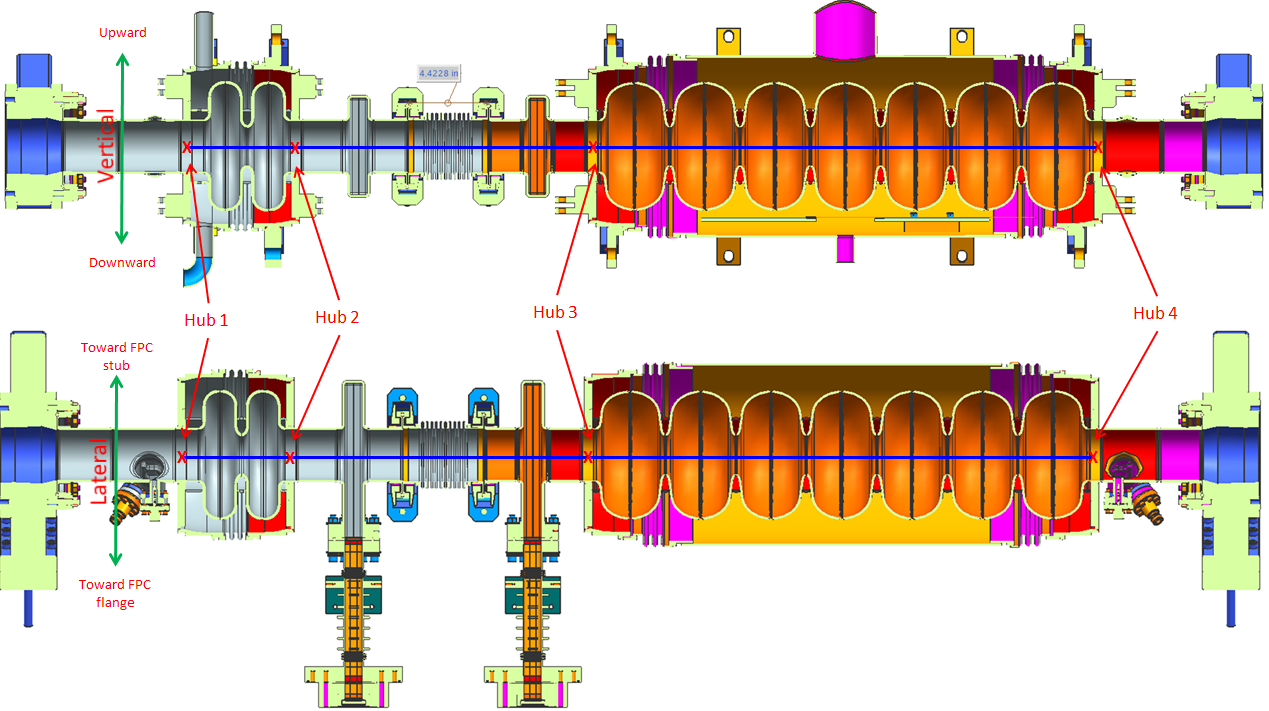 Upward
4.4228 in
Vertical
X
X
X
X
Downward
Hub 1
Hub 2
Hub 3
Hub 4
Toward FPC
stub
Lateral
X
X
X
X
Toward FPC
flange